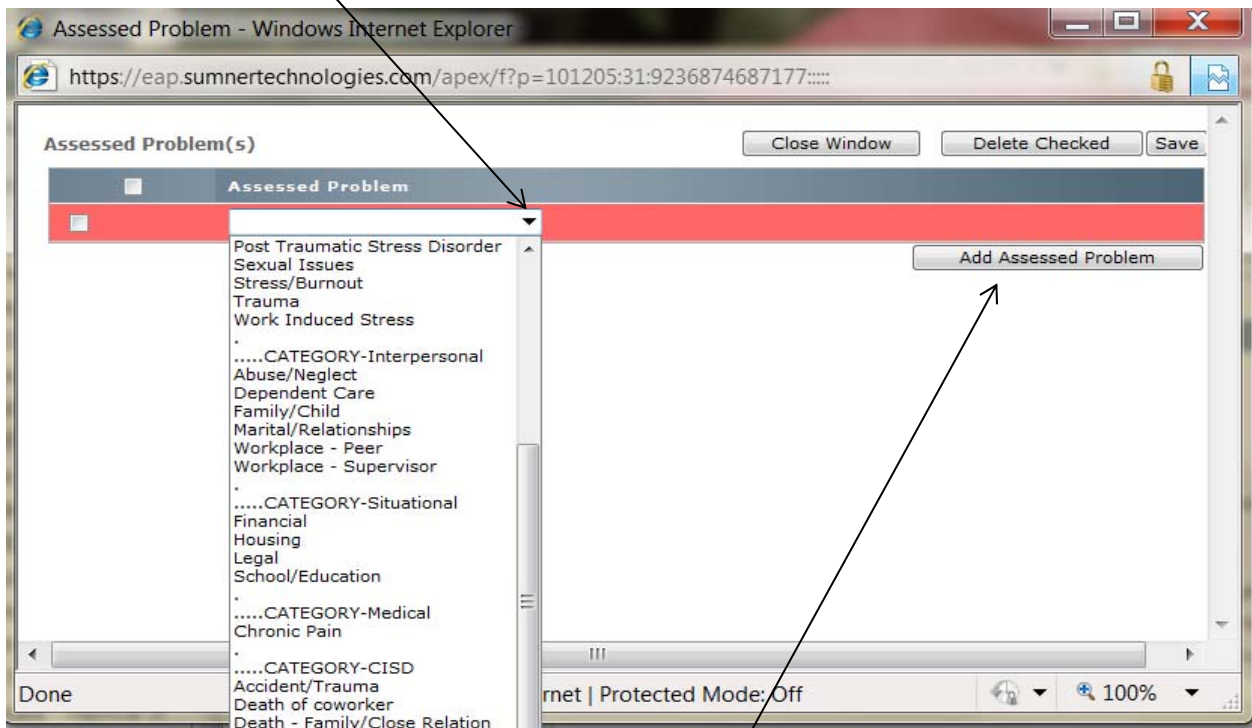 Assessed Problem - Windows Internet Explorer
https://eap.sumnertechnologies.com/apex/f?p=101205:31:9236874687177:::::
Assessed Problem(s)
Close Window
Delete Checked
Save
Assessed Problem
Add Assessed Problem
Post Traumatic Stress Disorder
Sexual Issues
Stress/Burnout
Trauma
Work Induced Stress
.
.....CATEGORY-Interpersonal
Abuse/Neglect
Dependent Care
Family/Child
Marital/Relationships
Workplace - Peer
Workplace - Supervisor
.
.....CATEGORY-Situational
Financial
Housing
Legal
School/Education
.
.....CATEGORY-Medical
Chronic Pain
.
.....CATEGORY-CISD
Accident/Trauma
Death of coworker
Death - Family/Close Relation
Done
rnet | Protected Mode: Off
100%